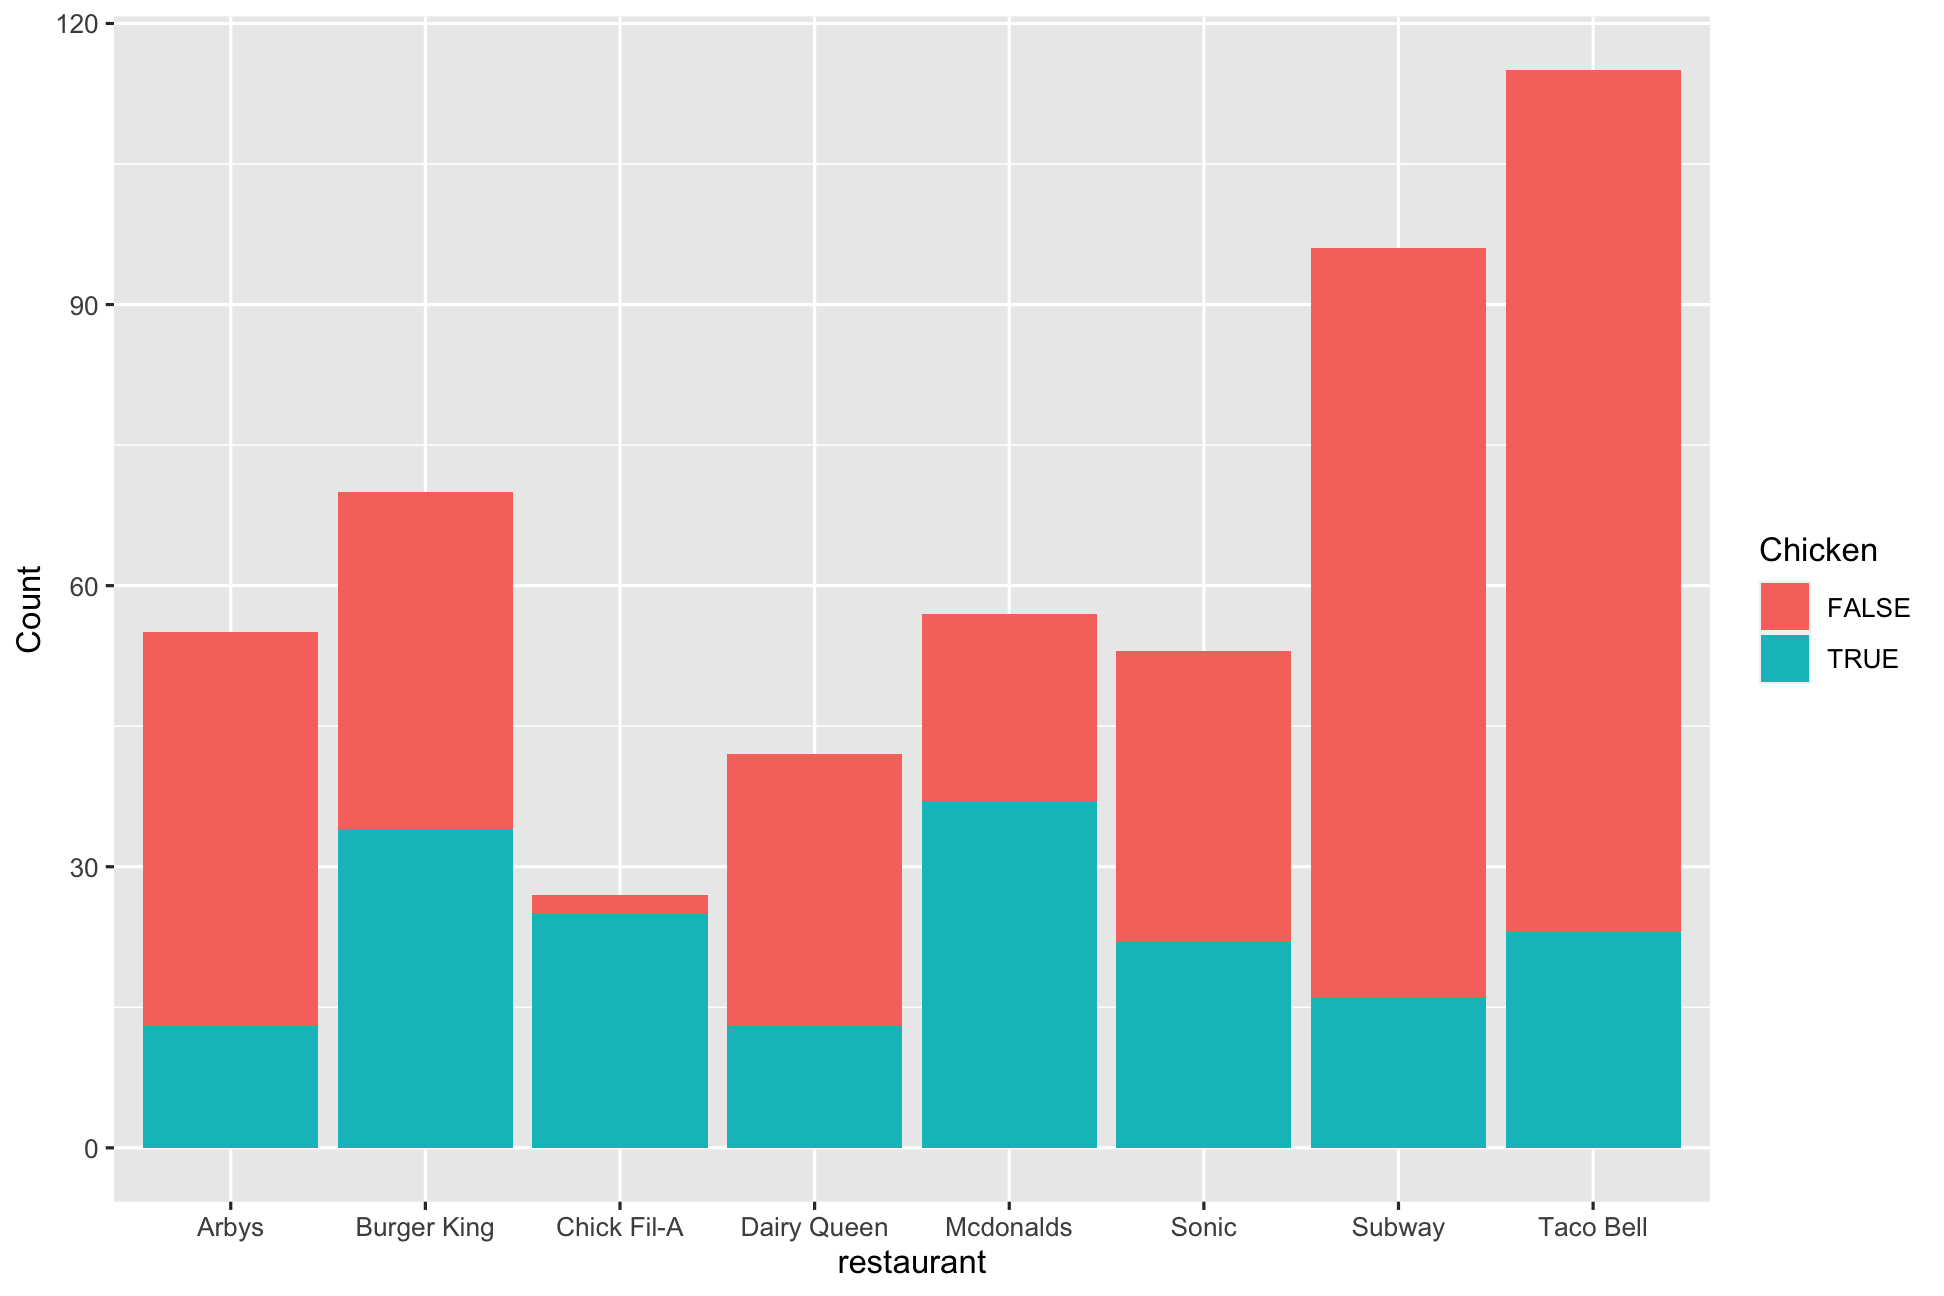 120
90
60
30
0
Count
Arbys
Burger King
Chick Fil-A
Dairy Queen
Mcdonalds
Sonic
Subway
Taco Bell
restaurant
Chicken
FALSE
TRUE